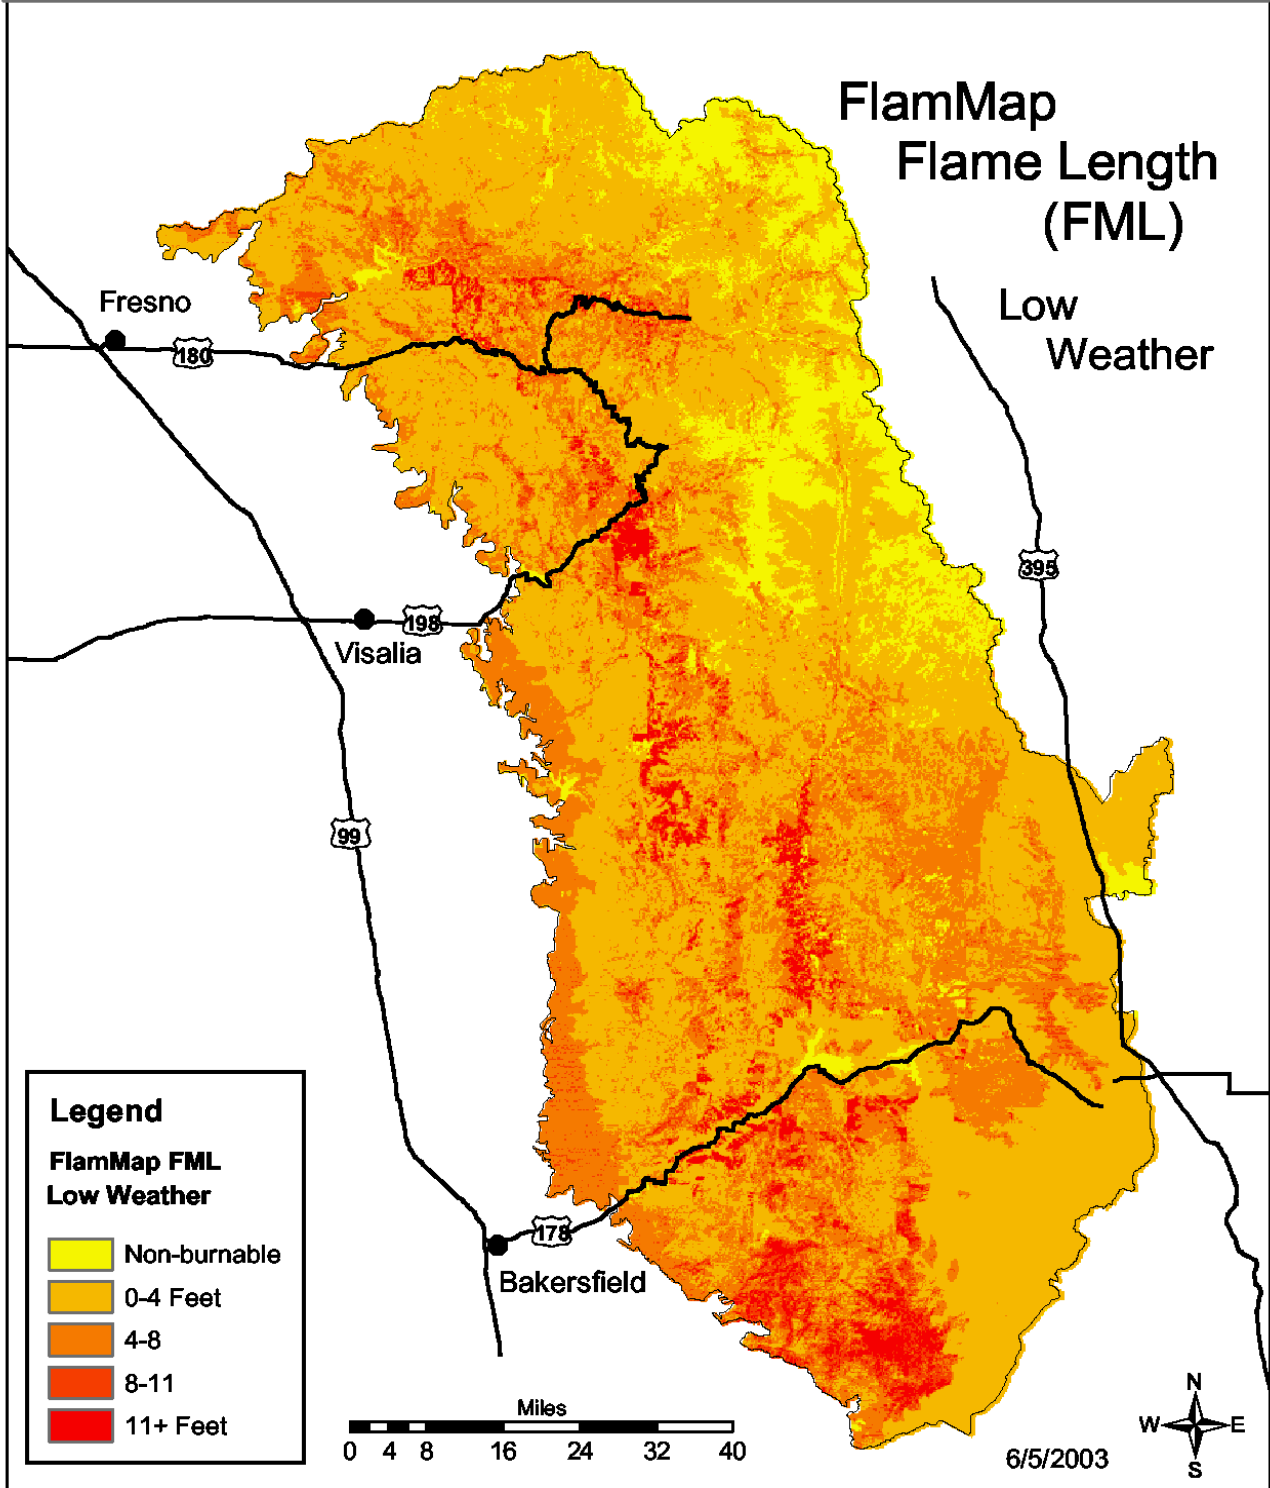 FlamMap
Flame Length
(FML)
Low
Weather
Fresno
180
395
198
Visalia
99
178
Bakersfield
Legend
FlamMap FML
Low Weather
Non-burnable
0-4 Feet
4-8
8-11
11+ Feet
Miles
0 4 8 16 24 32 40
6/5/2003
N
W E
S